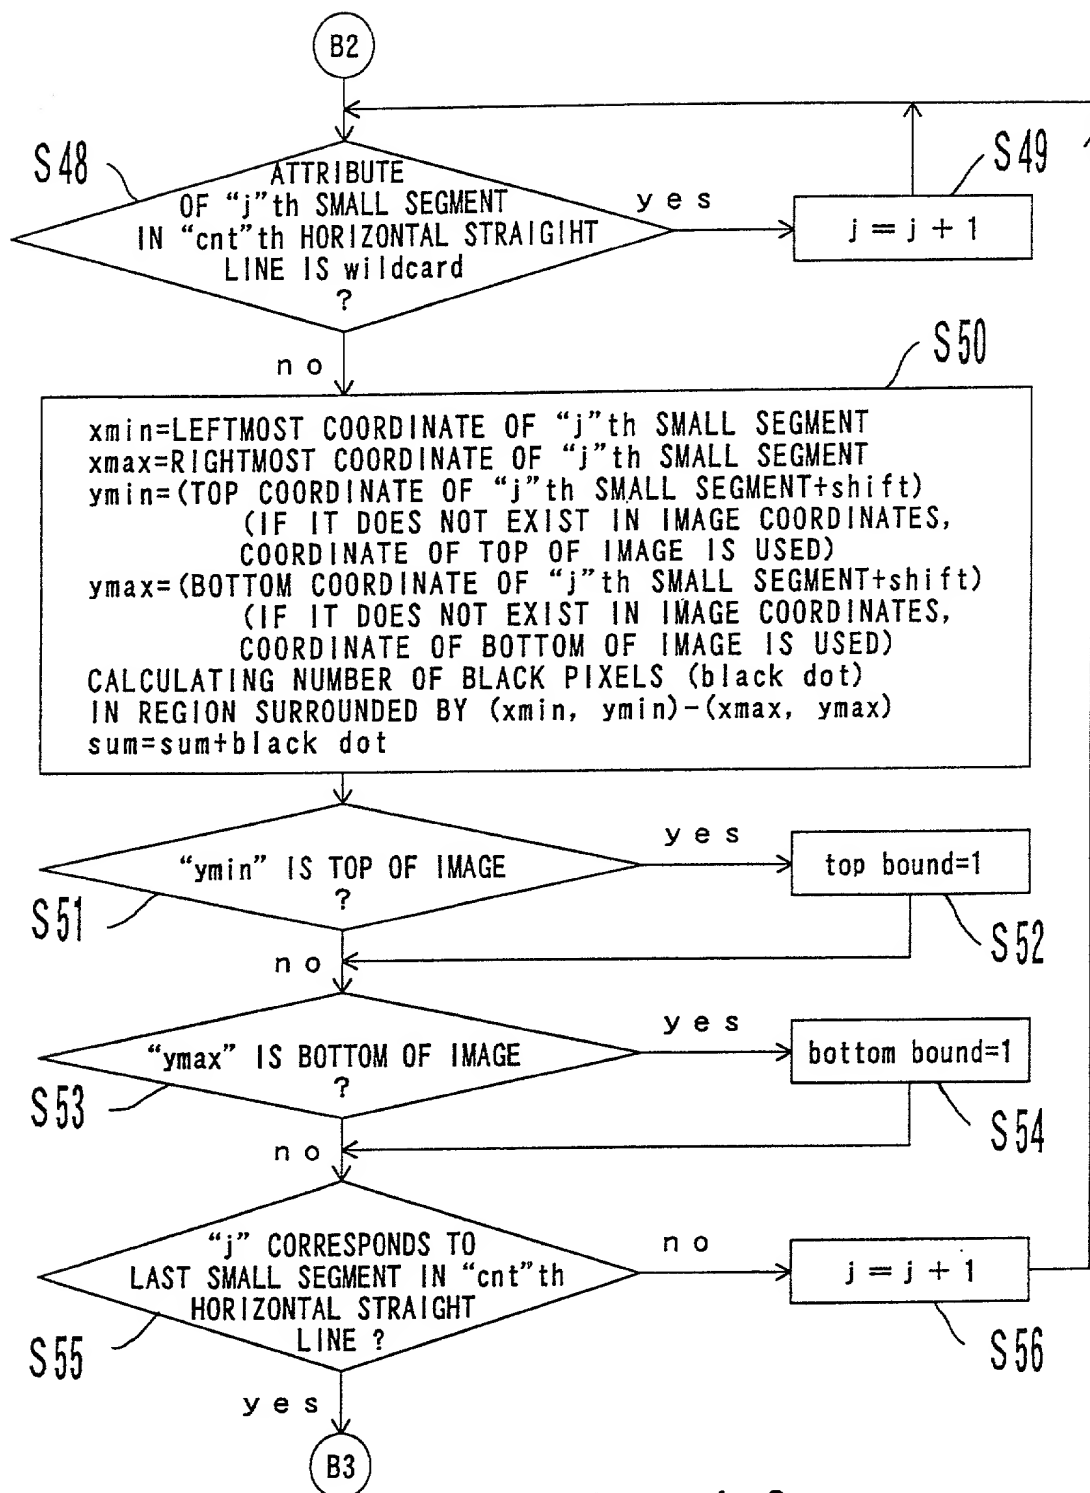 B2
S48
ATTRIBUTE
OF "j"th SMALL SEGMENT
IN "cnt"th HORIZONTAL STRAIGIHT
LINE IS wildcard
?
yes
S49
j=j+1
no
S50
xmin=LEFTMOST COORDINATE OF "j"th SMALL SEGMENT
xmax=RIGHTMOST COORDINATE OF "j"th SMALL SEGMENT
ymin=(TOP COORDINATE OF "j"th SMALL SEGMENT+shift)
(IF IT DOES NOT EXIST IN IMAGE COORDINATES,
COORDINATE OF TOP OF IMAGE IS USED)
ymax=(BOTTOM COORDINATE OF "j"th SMALL SEGMENT+shift)
(IF IT DOES NOT EXIST IN IMAGE COORDINATES,
COORDINATE OF BOTTOM OF IMAGE IS USED)
CALCULATING NUMBER OF BLACK PIXELS (black dot)
IN REGION SURROUNDED BY (xmin, ymin)-(xmax, ymax)
sum=sum+black dot
"ymin" IS TOP OF IMAGE
?
yes
top bound=1
S51
S52
no
"ymax" IS BOTTOM OF IMAGE
?
yes
bottom bound=1
S53
S54
no
"j" CORRESPONDS TO
LAST SMALL SEGMENT IN "cnt"th
HORIZONTAL STRAIGHT
LINE ?
no
j=j+1
S55
S56
yes
B3